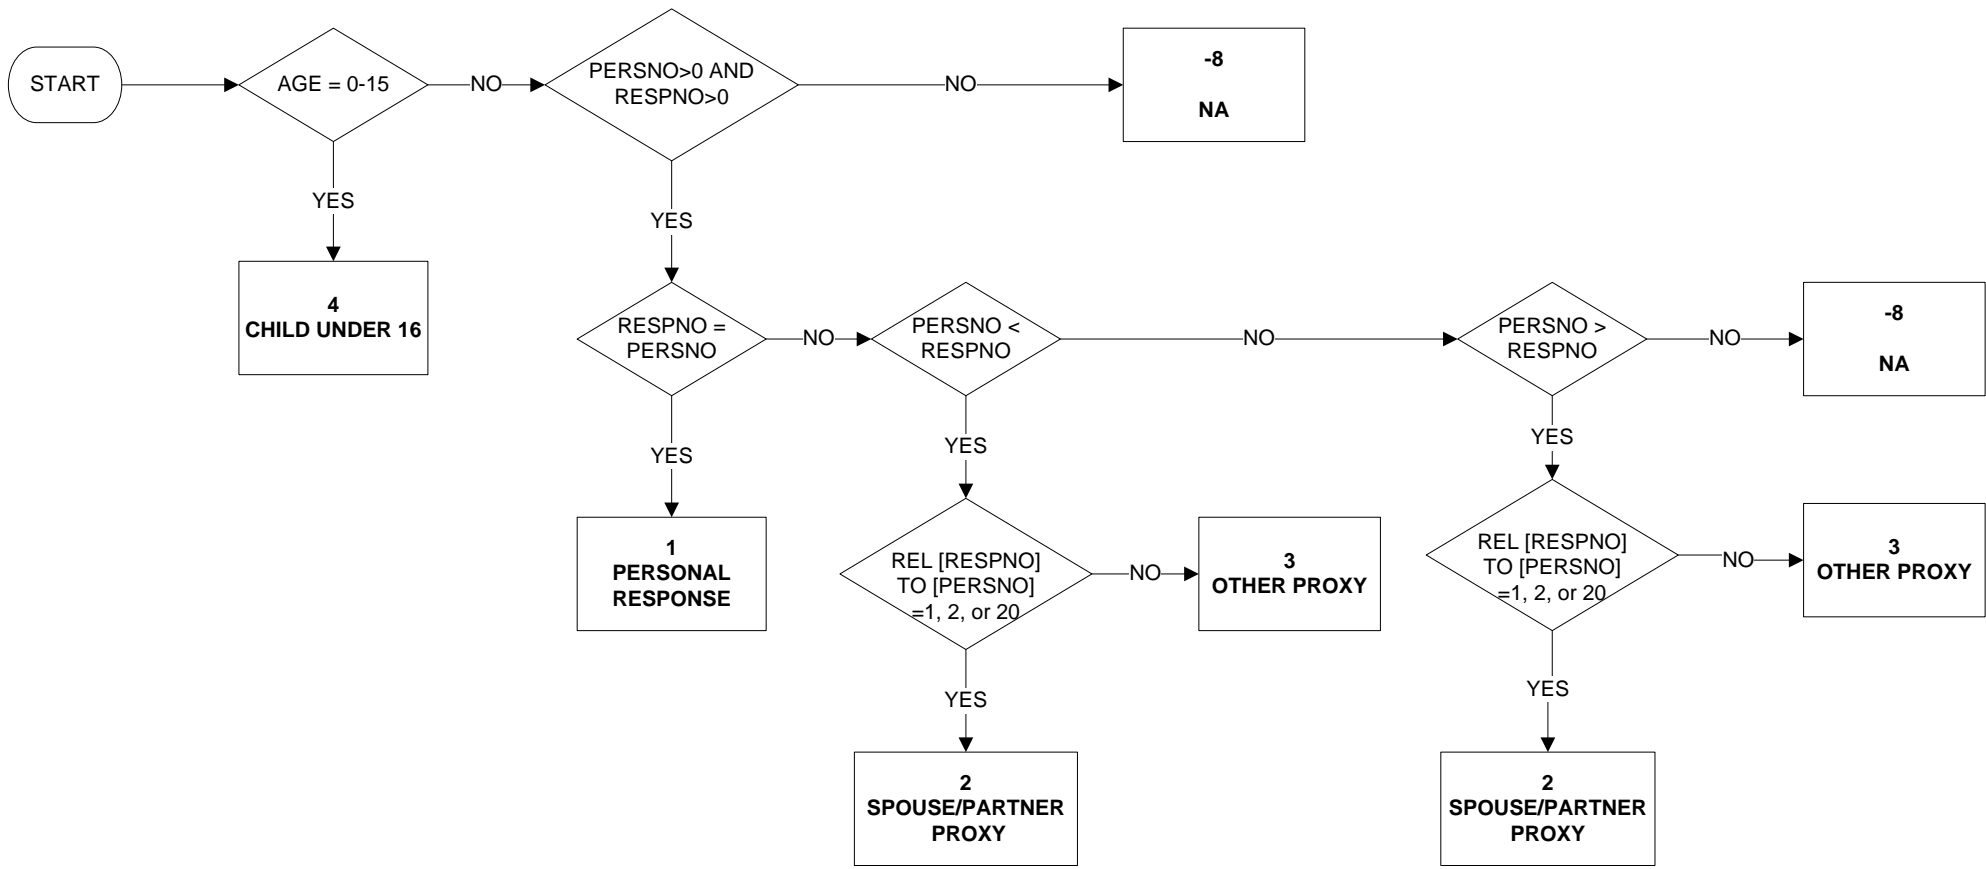 START
AGE = 0-15
NO
PERSNO>0 AND
RESPNO>0
NO
-8
NA
YES
YES
4
CHILD UNDER 16
RESPNO =
PERSNO
NO
PERSNO <
RESPNO
NO
PERSNO >
RESPNO
NO
-8
NA
YES
YES
YES
1
PERSONAL
RESPONSE
REL [RESPNO]
TO [PERSNO]
=1, 2, or 20
NO
3
OTHER PROXY
REL [RESPNO]
TO [PERSNO]
=1, 2, or 20
NO
3
OTHER PROXY
YES
YES
2
SPOUSE/PARTNER
PROXY
2
SPOUSE/PARTNER
PROXY